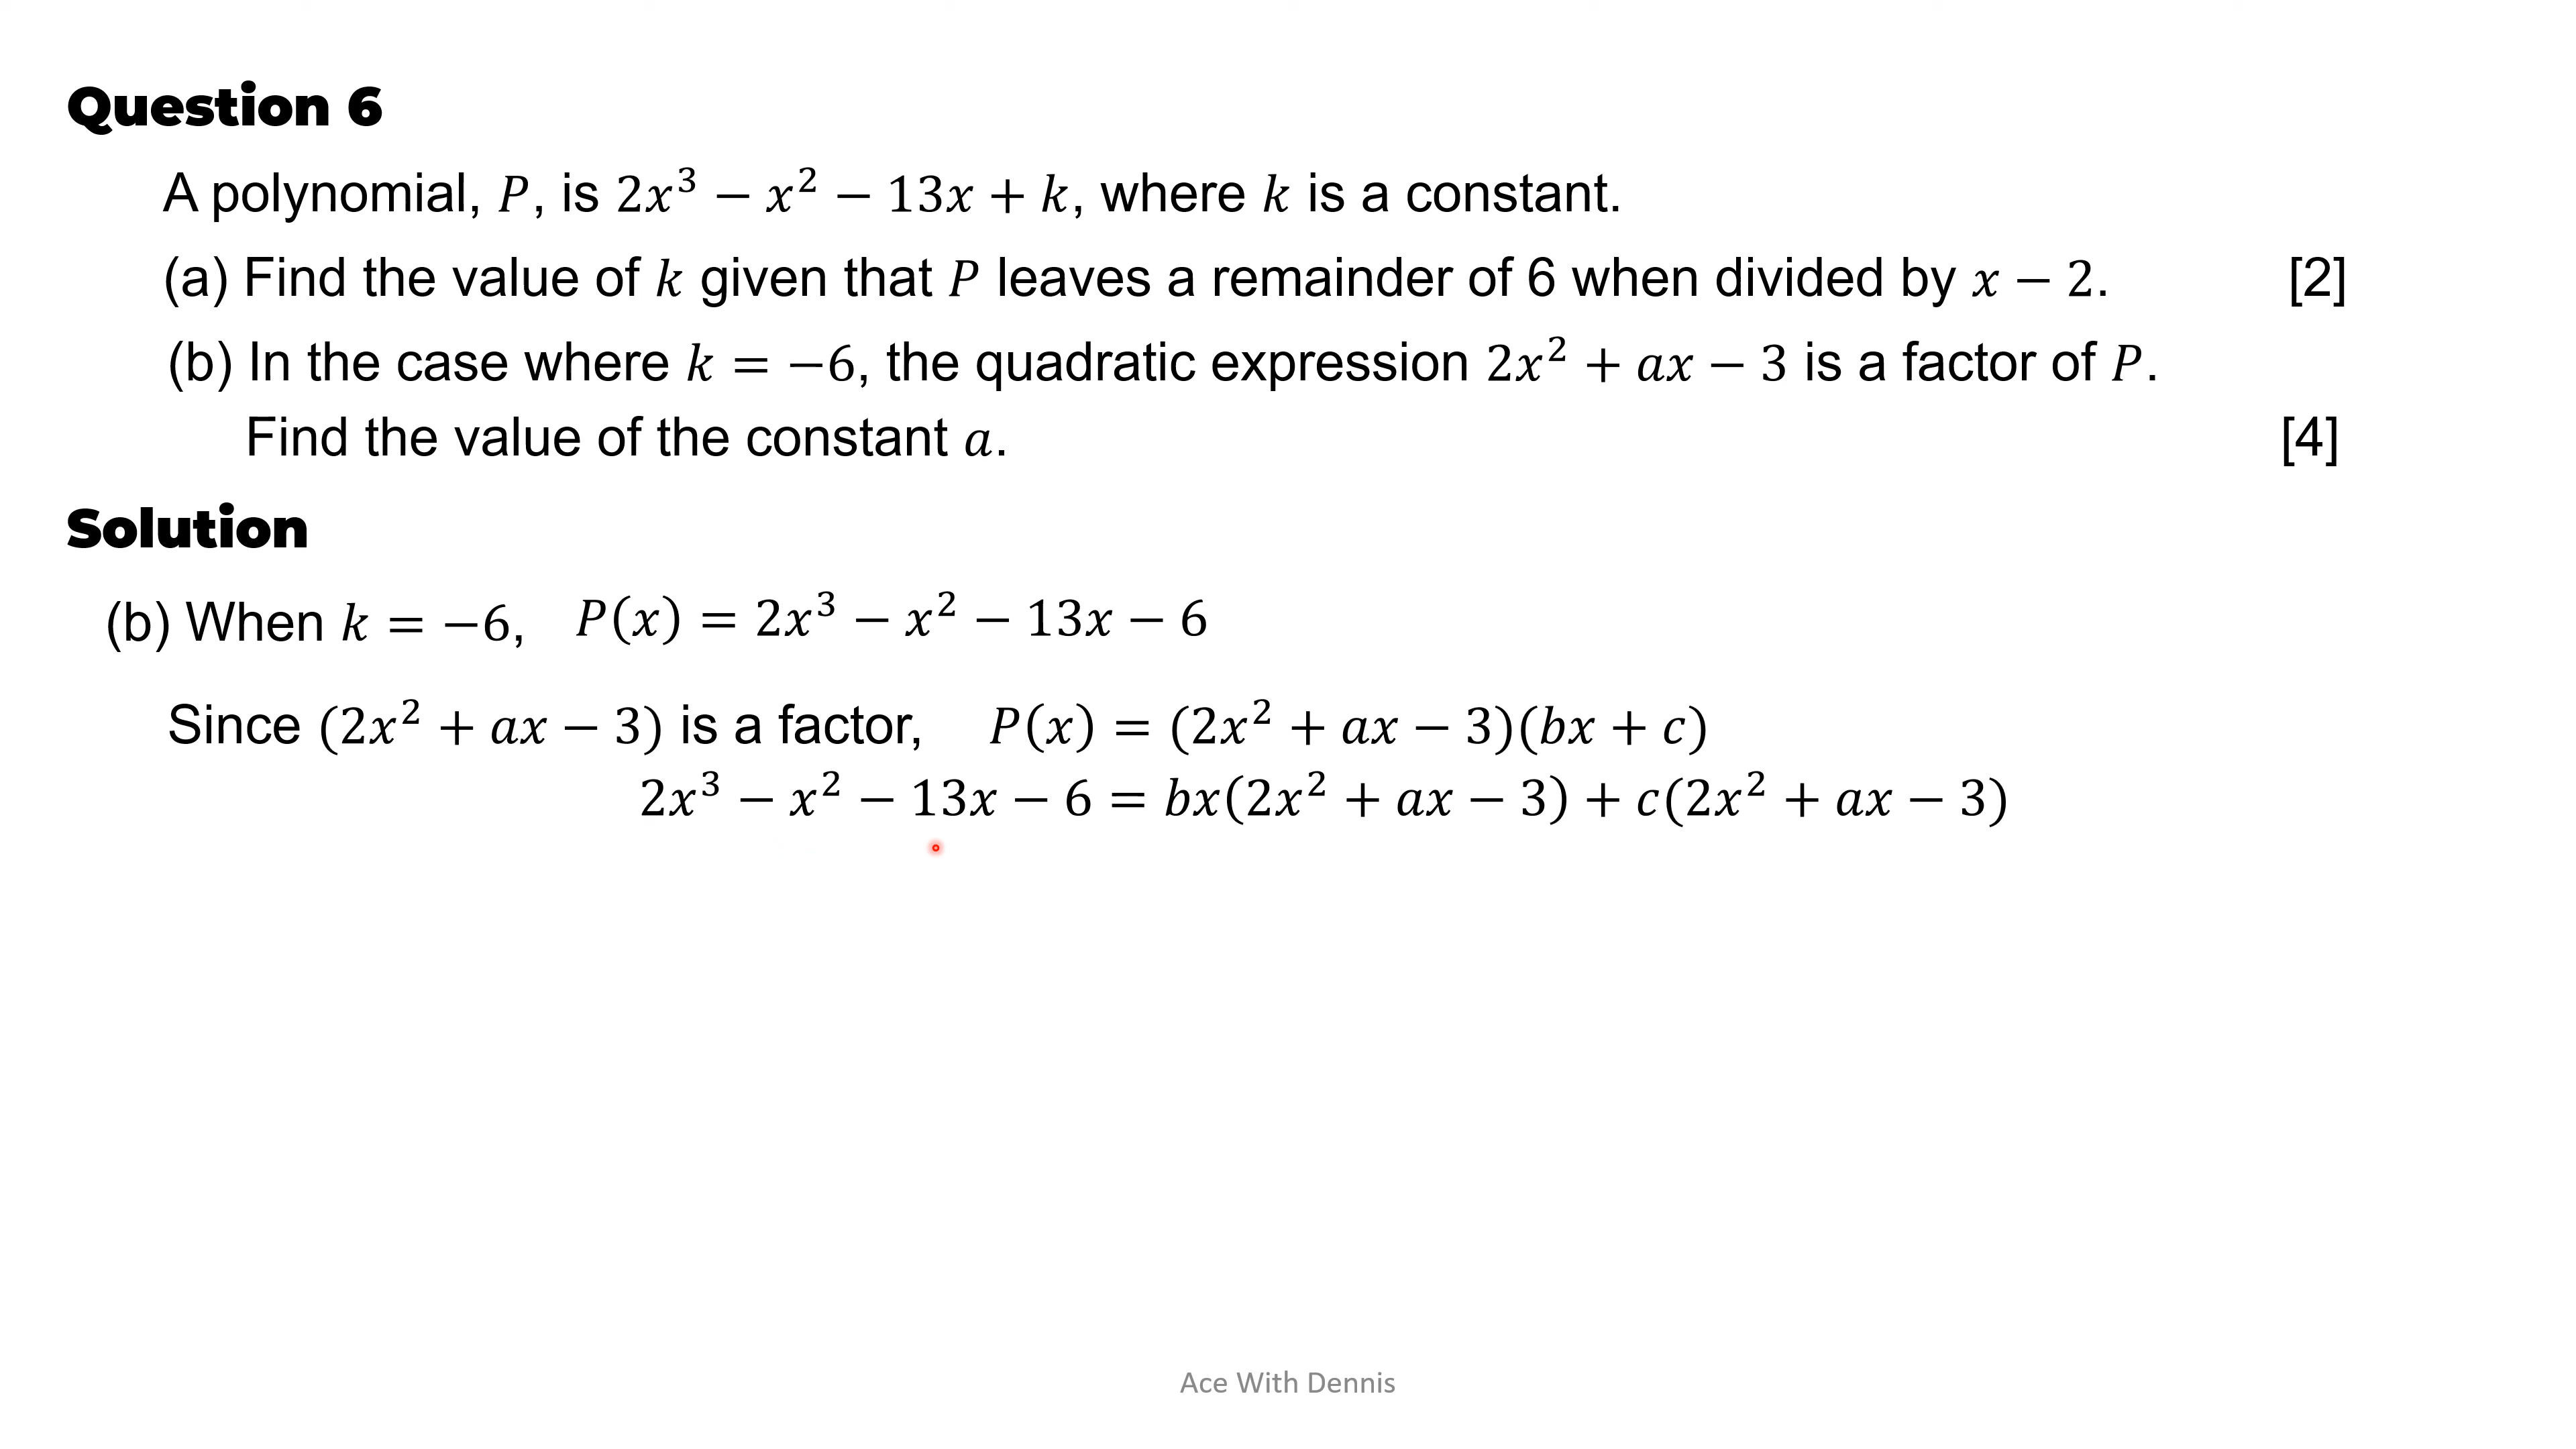 Question 6
A polynomial, P, is 2x³ − x² − 13x + k, where k is a constant.
(a) Find the value of k given that P leaves a remainder of 6 when divided by x − 2. [2]
(b) In the case where k = −6, the quadratic expression 2x² + ax − 3 is a factor of P.
Find the value of the constant a. [4]
Solution
(b) When k = −6, P(x) = 2x³ − x² − 13x − 6
Since (2x² + ax − 3) is a factor, P(x) = (2x² + ax − 3)(bx + c)
2x³ − x² − 13x − 6 = bx(2x² + ax − 3) + c(2x² + ax − 3)
Ace With Dennis